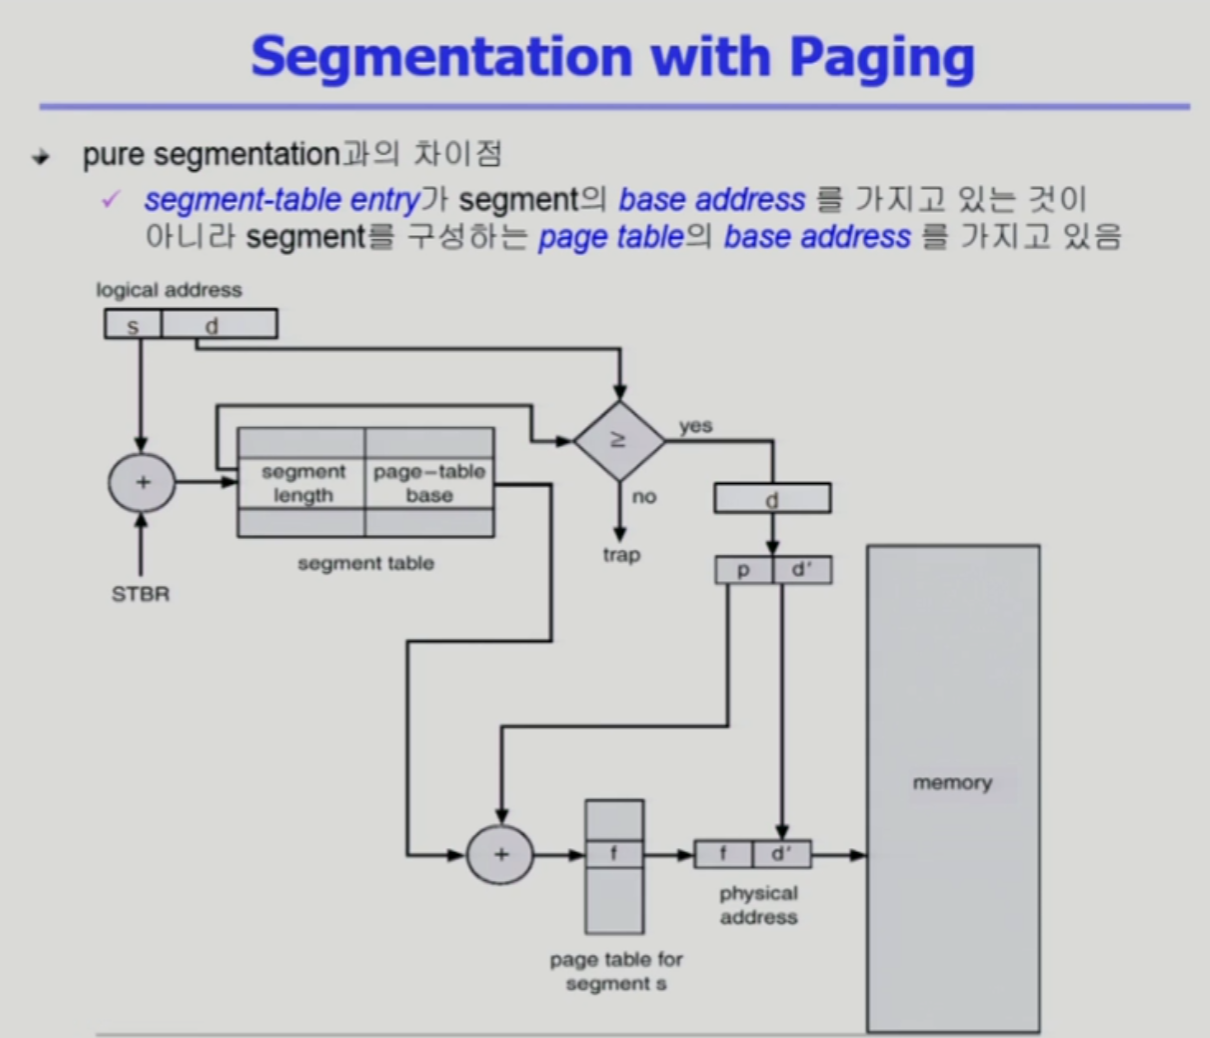 Segmentation with Paging
pure segmentation과의 차이점
segment-table entry가 segment의 base address 를 가지고 있는 것이
아니라 segment를 구성하는 page table의 base address 를 가지고 있음
logical address
s d
≥
yes
no
trap
+
segment length
page-table base
segment table
STBR
d
p d′
memory
+
f
f d′
physical
address
page table for
segment s